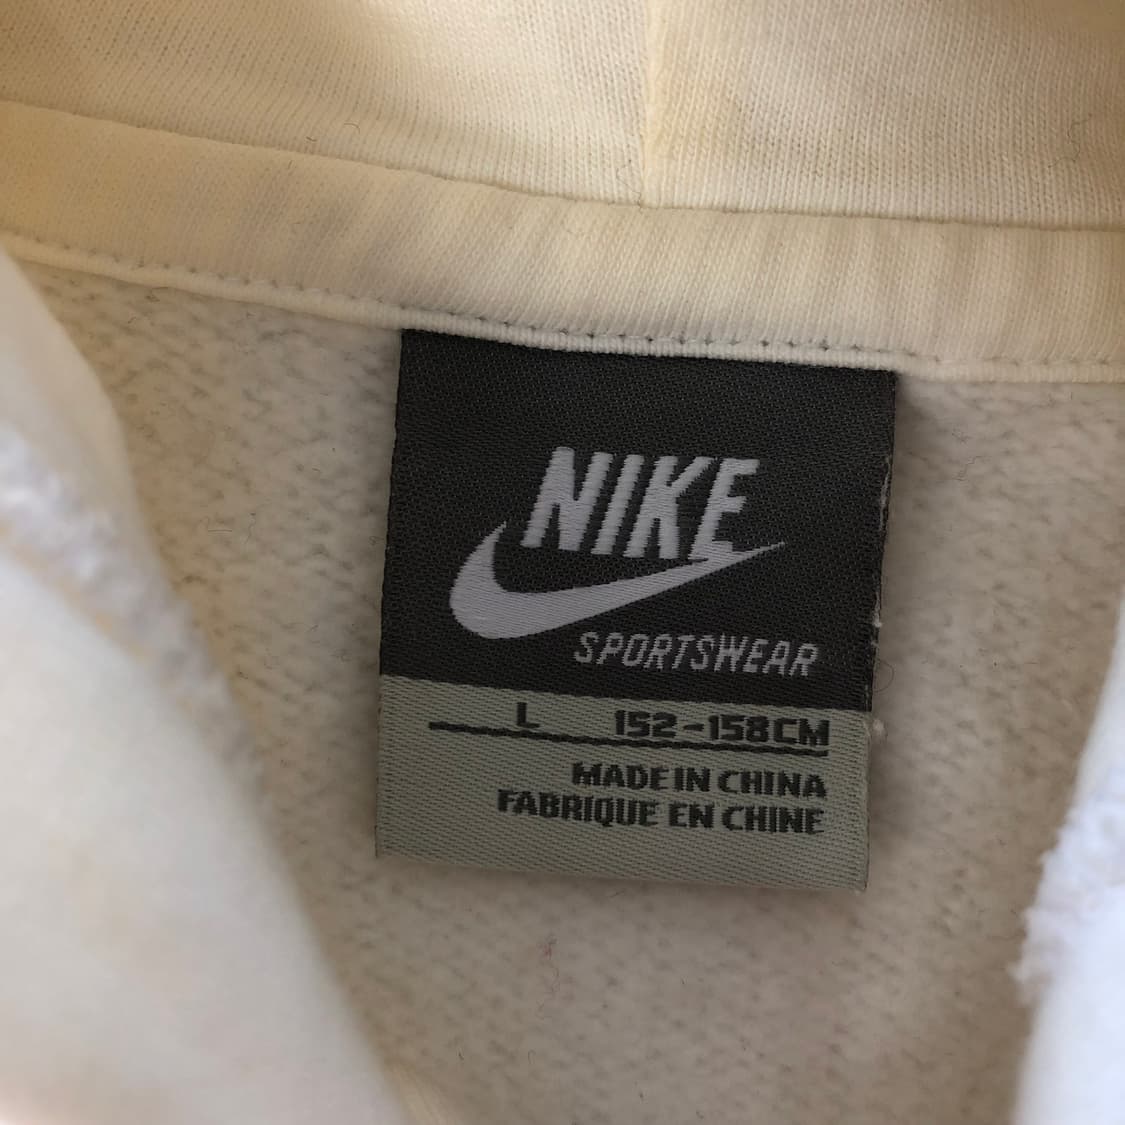 NIKE
SPORTSWEAR
L 152-158CM
MADE IN CHINA
FABRIQUE EN CHINE